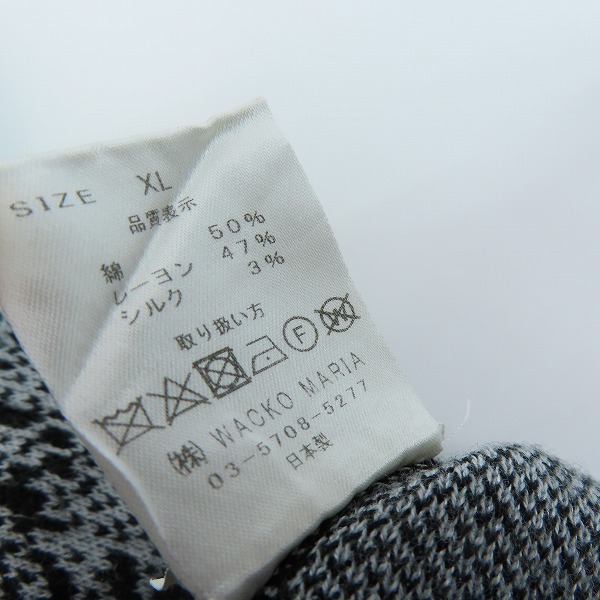 SIZE XL
品質表示
綿 50%
レーヨン 47%
シルク 3%
取り扱い方
F W
(株) WACKO MARIA
03-5708-5277
日本製